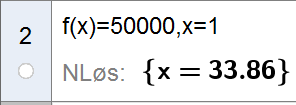 2
f(x)=50000,x=1
NLøs: {x = 33.86}